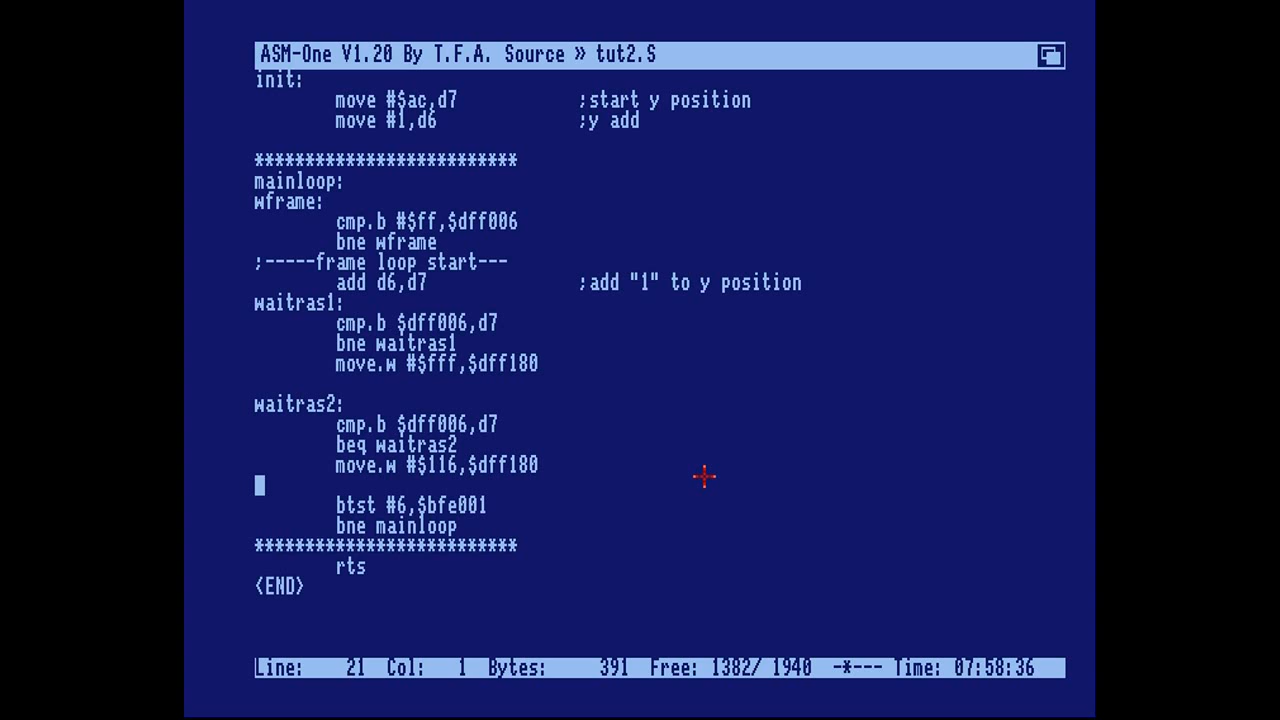 ASM-One V1.20 By T.F.A. Source » tut2.S
init:
move #$ac,d7 ;start y position
move #1,d6 ;y add
**************************
mainloop:
wframe:
cmp.b #$ff,$dff006
bne wframe
;-----frame loop start---
add d6,d7 ;add "1" to y position
waitras1:
cmp.b $dff006,d7
bne waitras1
move.w #$fff,$dff180
waitras2:
cmp.b $dff006,d7
beq waitras2
move.w #$116,$dff180
btst #6,$bfe001
bne mainloop
**************************
rts
<END>
Line: 21 Col: 1 Bytes: 391 Free: 1382/ 1940 -*--- Time: 07:58:36